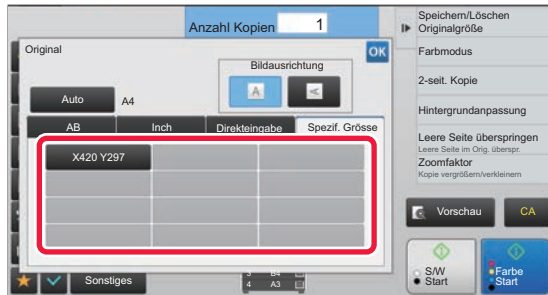 Anzahl Kopien 1
Original
OK
Bildausrichtung
A A
Auto A4
AB Inch Direkteingabe Spezif. Grösse
X420 Y297
Sonstiges
3 B4
4 A3
Speichern/Löschen
Originalgröße
Farbmodus
2-seit. Kopie
Hintergrundanpassung
Leere Seite überspringen
Leere Seite im Orig. überspr.
Zoomfaktor
Kopie vergrößern/verkleinern
Vorschau CA
S/W
Start
Farbe
Start